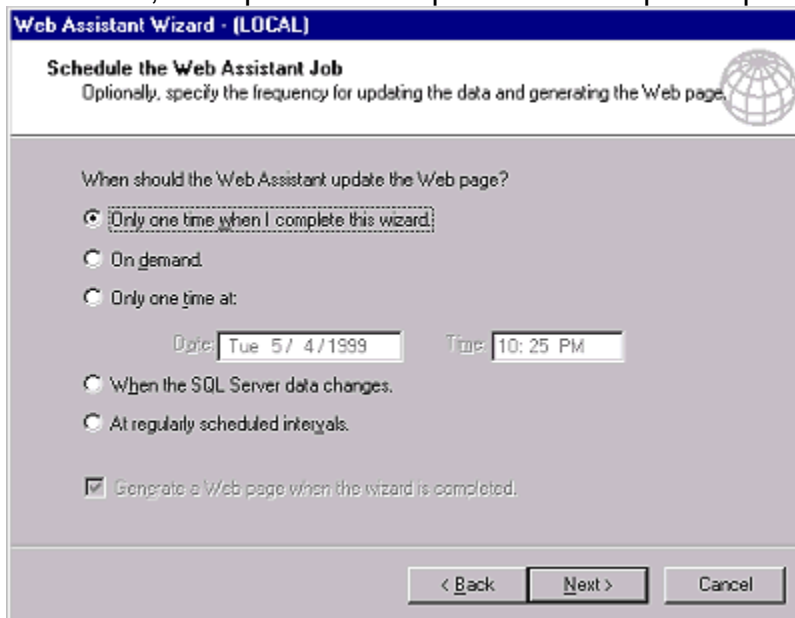 Web Assistant Wizard - (LOCAL)
Schedule the Web Assistant Job
Optionally, specify the frequency for updating the data and generating the Web page.
When should the Web Assistant update the Web page?
Only one time when I complete this wizard.
On demand.
Only one time at:
Date: Tue 5/ 4/1999 Time: 10: 25 PM
When the SQL Server data changes.
At regularly scheduled intervals.
Generate a Web page when the wizard is completed.
< Back Next > Cancel